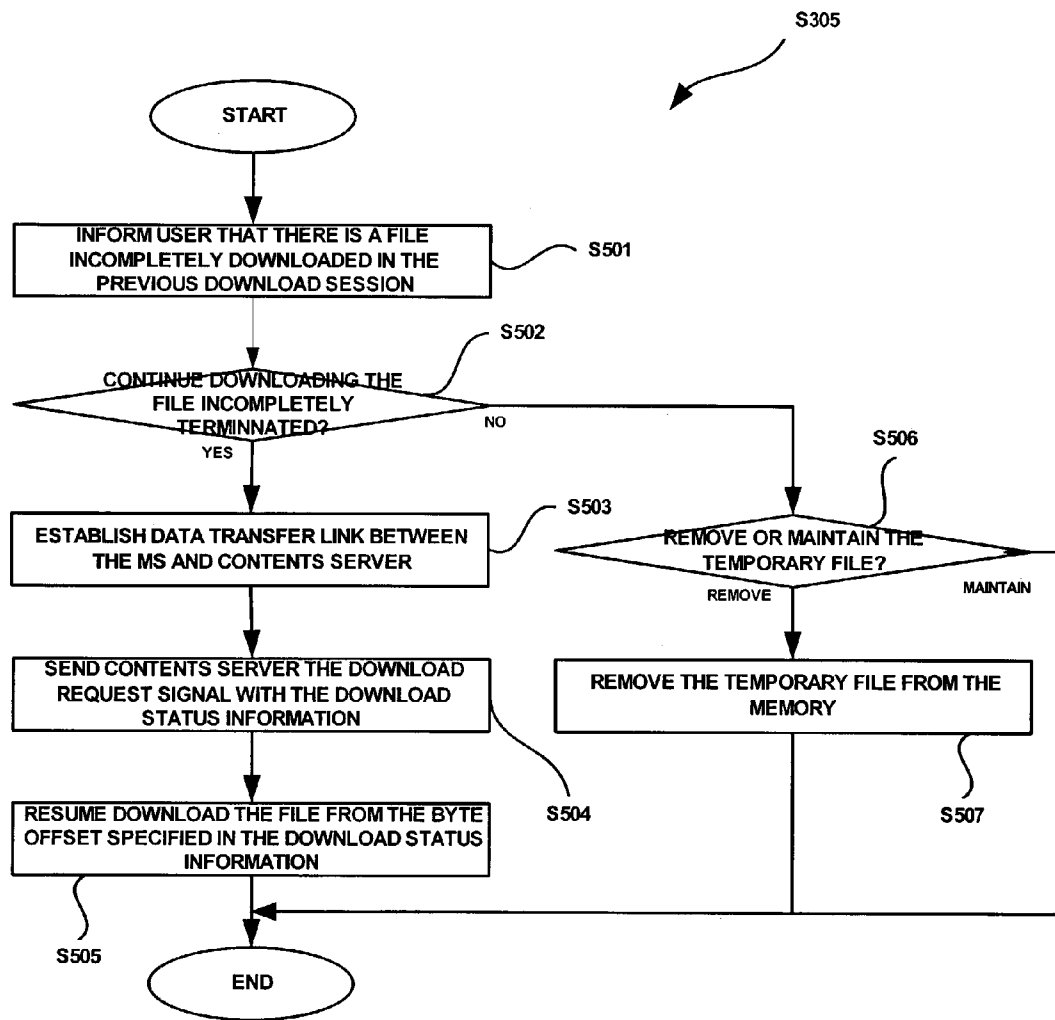 S305
START
INFORM USER THAT THERE IS A FILE
INCOMPLETELY DOWNLOADED IN THE
PREVIOUS DOWNLOAD SESSION
S501
S502
CONTINUE DOWNLOADING THE
FILE INCOMPLETELY
TERMINNATED?
NO
YES
S506
S503
ESTABLISH DATA TRANSFER LINK BETWEEN
THE MS AND CONTENTS SERVER
REMOVE OR MAINTAIN THE
TEMPORARY FILE?
REMOVE
MAINTAIN
SEND CONTENTS SERVER THE DOWNLOAD
REQUEST SIGNAL WITH THE DOWNLOAD
STATUS INFORMATION
REMOVE THE TEMPORARY FILE FROM THE
MEMORY
S504
S507
RESUME DOWNLOAD THE FILE FROM THE BYTE
OFFSET SPECIFIED IN THE DOWNLOAD STATUS
INFORMATION
S505
END